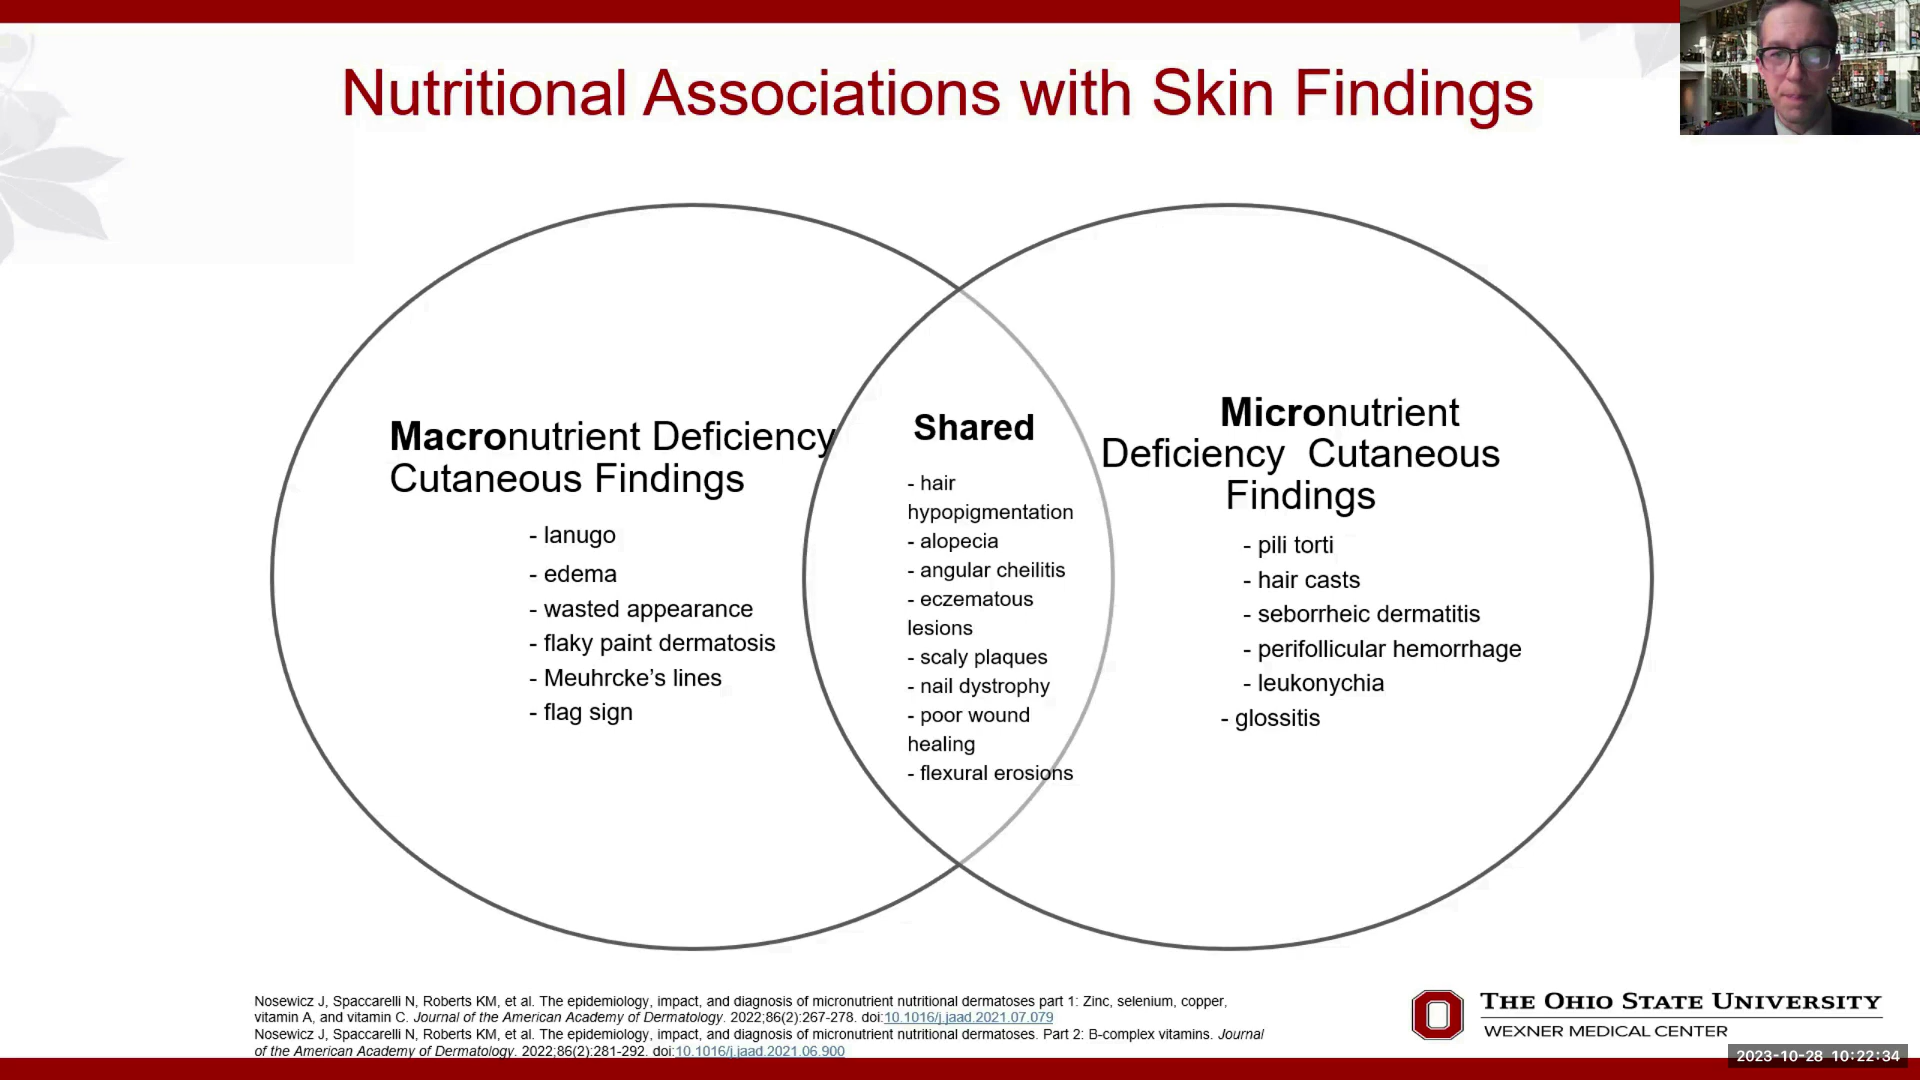 Nutritional Associations with Skin Findings
Macronutrient Deficiency
Cutaneous Findings
- lanugo
- edema
- wasted appearance
- flaky paint dermatosis
- Meuhrcke's lines
- flag sign
Shared
- hair
hypopigmentation
- alopecia
- angular cheilitis
- eczematous
lesions
- scaly plaques
- nail dystrophy
- poor wound
healing
- flexural erosions
Micronutrient
Deficiency Cutaneous
Findings
- pili torti
- hair casts
- seborrheic dermatitis
- perifollicular hemorrhage
- leukonychia
- glossitis
Nosewicz J, Spaccarelli N, Roberts KM, et al. The epidemiology, impact, and diagnosis of micronutrient nutritional dermatoses part 1: Zinc, selenium, copper,
vitamin A, and vitamin C. Journal of the American Academy of Dermatology. 2022;86(2):267-278. doi:10.1016/j.jaad.2021.07.079
Nosewicz J, Spaccarelli N, Roberts KM, et al. The epidemiology, impact, and diagnosis of micronutrient nutritional dermatoses. Part 2: B-complex vitamins. Journal
of the American Academy of Dermatology. 2022;86(2):281-292. doi:10.1016/j.jaad.2021.06.900
THE OHIO STATE UNIVERSITY
WEXNER MEDICAL CENTER
2023-10-28 10:22:34